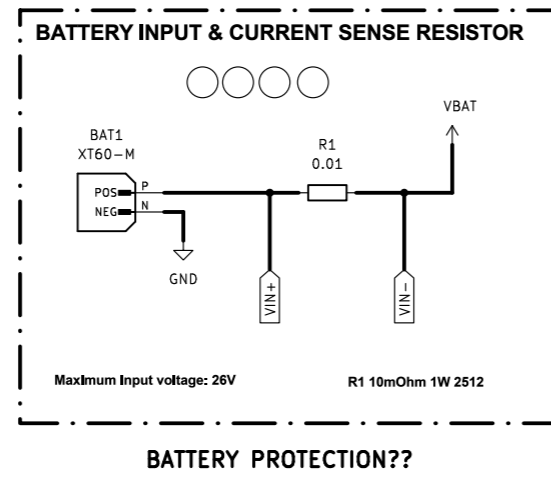 BATTERY INPUT & CURRENT SENSE RESISTOR
VBAT
BAT1
XT60-M
R1
0.01
POS
P
NEG
N
GND
VIN+
VIN-
Maximum Input voltage: 26V
R1 10mOhm 1W 2512
BATTERY PROTECTION??